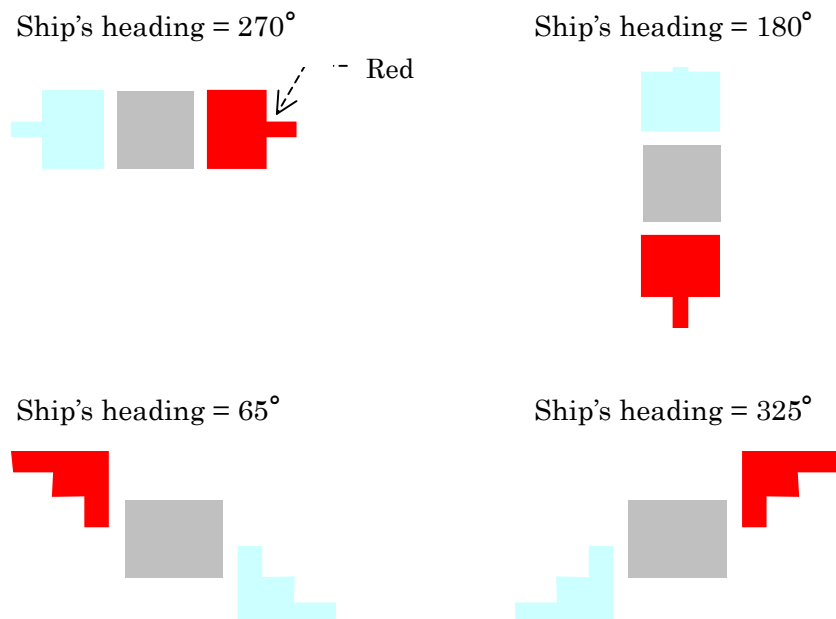 Ship’s heading = 270° Ship’s heading = 180°
Red
Ship’s heading = 65° Ship’s heading = 325°